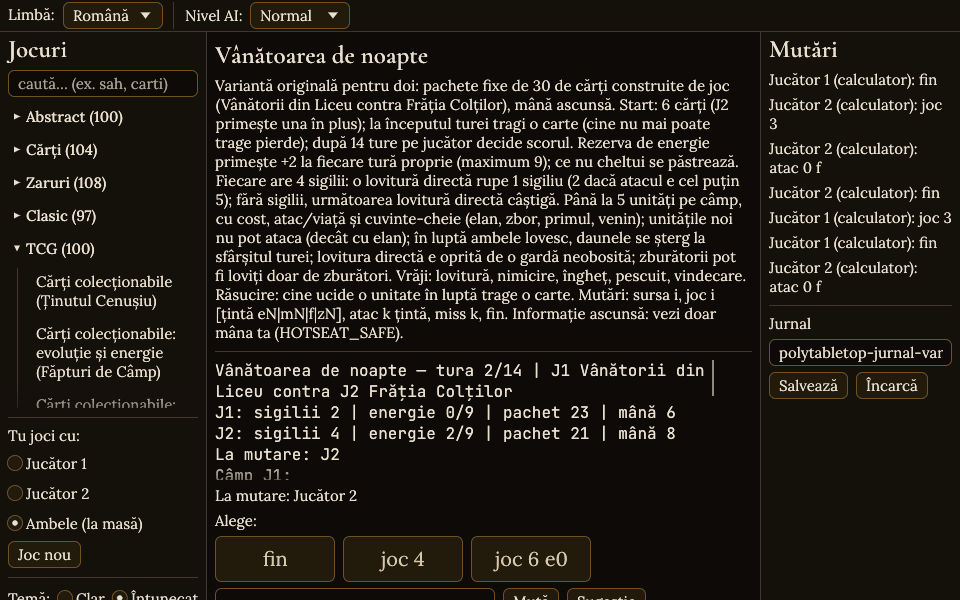 Limbă: Română Nivel AI: Normal
Jocuri
caută... (ex. sah, carti)
Abstract (100)
Cărți (104)
Zaruri (108)
Clasic (97)
TCG (100)
Cărți colecționabile
(Ținutul Cenușiu)
Cărți colecționabile:
evoluție și energie
(Făpturi de Câmp)
Cărți colecționabile:
Tu joci cu:
Jucător 1
Jucător 2
Ambele (la masă)
Joc nou
Temă: Clar Întunecat
Vânătoarea de noapte
Variantă originală pentru doi: pachete fixe de 30 de cărți construite de joc
(Vânătorii din Liceu contra Frăția Colților), mână ascunsă. Start: 6 cărți (J2
primește una în plus); la începutul turei tragi o carte (cine nu mai poate
trage pierde); după 14 ture pe jucător decide scorul. Rezerva de energie
primește +2 la fiecare tură proprie (maximum 9); ce nu cheltui se păstrează.
Fiecare are 4 sigilii: o lovitură directă rupe 1 sigiliu (2 dacă atacul e cel puțin
5); fără sigilii, următoarea lovitură directă câștigă. Până la 5 unități pe câmp,
cu cost, atac/viață și cuvinte-cheie (elan, zbor, primul, venin); unitățile noi
nu pot ataca (decât cu elan); în luptă ambele lovesc, daunele se șterg la
sfârșitul turei; lovitura directă e oprită de o gardă neobosită; zburătorii pot
fi loviți doar de zburători. Vrăji: lovitură, nimicire, îngheț, pescuit, vindecare.
Răsucire: cine ucide o unitate în luptă trage o carte. Mutări: sursa i, joc i
[țintă eN|mN|f|zN], atac k țintă, miss k, fin. Informație ascunsă: vezi doar
mâna ta (HOTSEAT_SAFE).
Vânătoarea de noapte — tura 2/14 | J1 Vânătorii din
Liceu contra J2 Frăția Colților
J1: sigilii 2 | energie 0/9 | pachet 23 | mână 6
J2: sigilii 4 | energie 2/9 | pachet 21 | mână 8
La mutare: J2
Câmp J1:
La mutare: Jucător 2
Alege:
fin joc 4 joc 6 e0
Mută Sugestie
Mutări
Jucător 1 (calculator): fin
Jucător 2 (calculator): joc
3
Jucător 2 (calculator):
atac 0 f
Jucător 2 (calculator): fin
Jucător 1 (calculator): joc 3
Jucător 1 (calculator): fin
Jucător 2 (calculator):
atac 0 f
Jurnal
polytabletop-jurnal-var
Salvează Încarcă